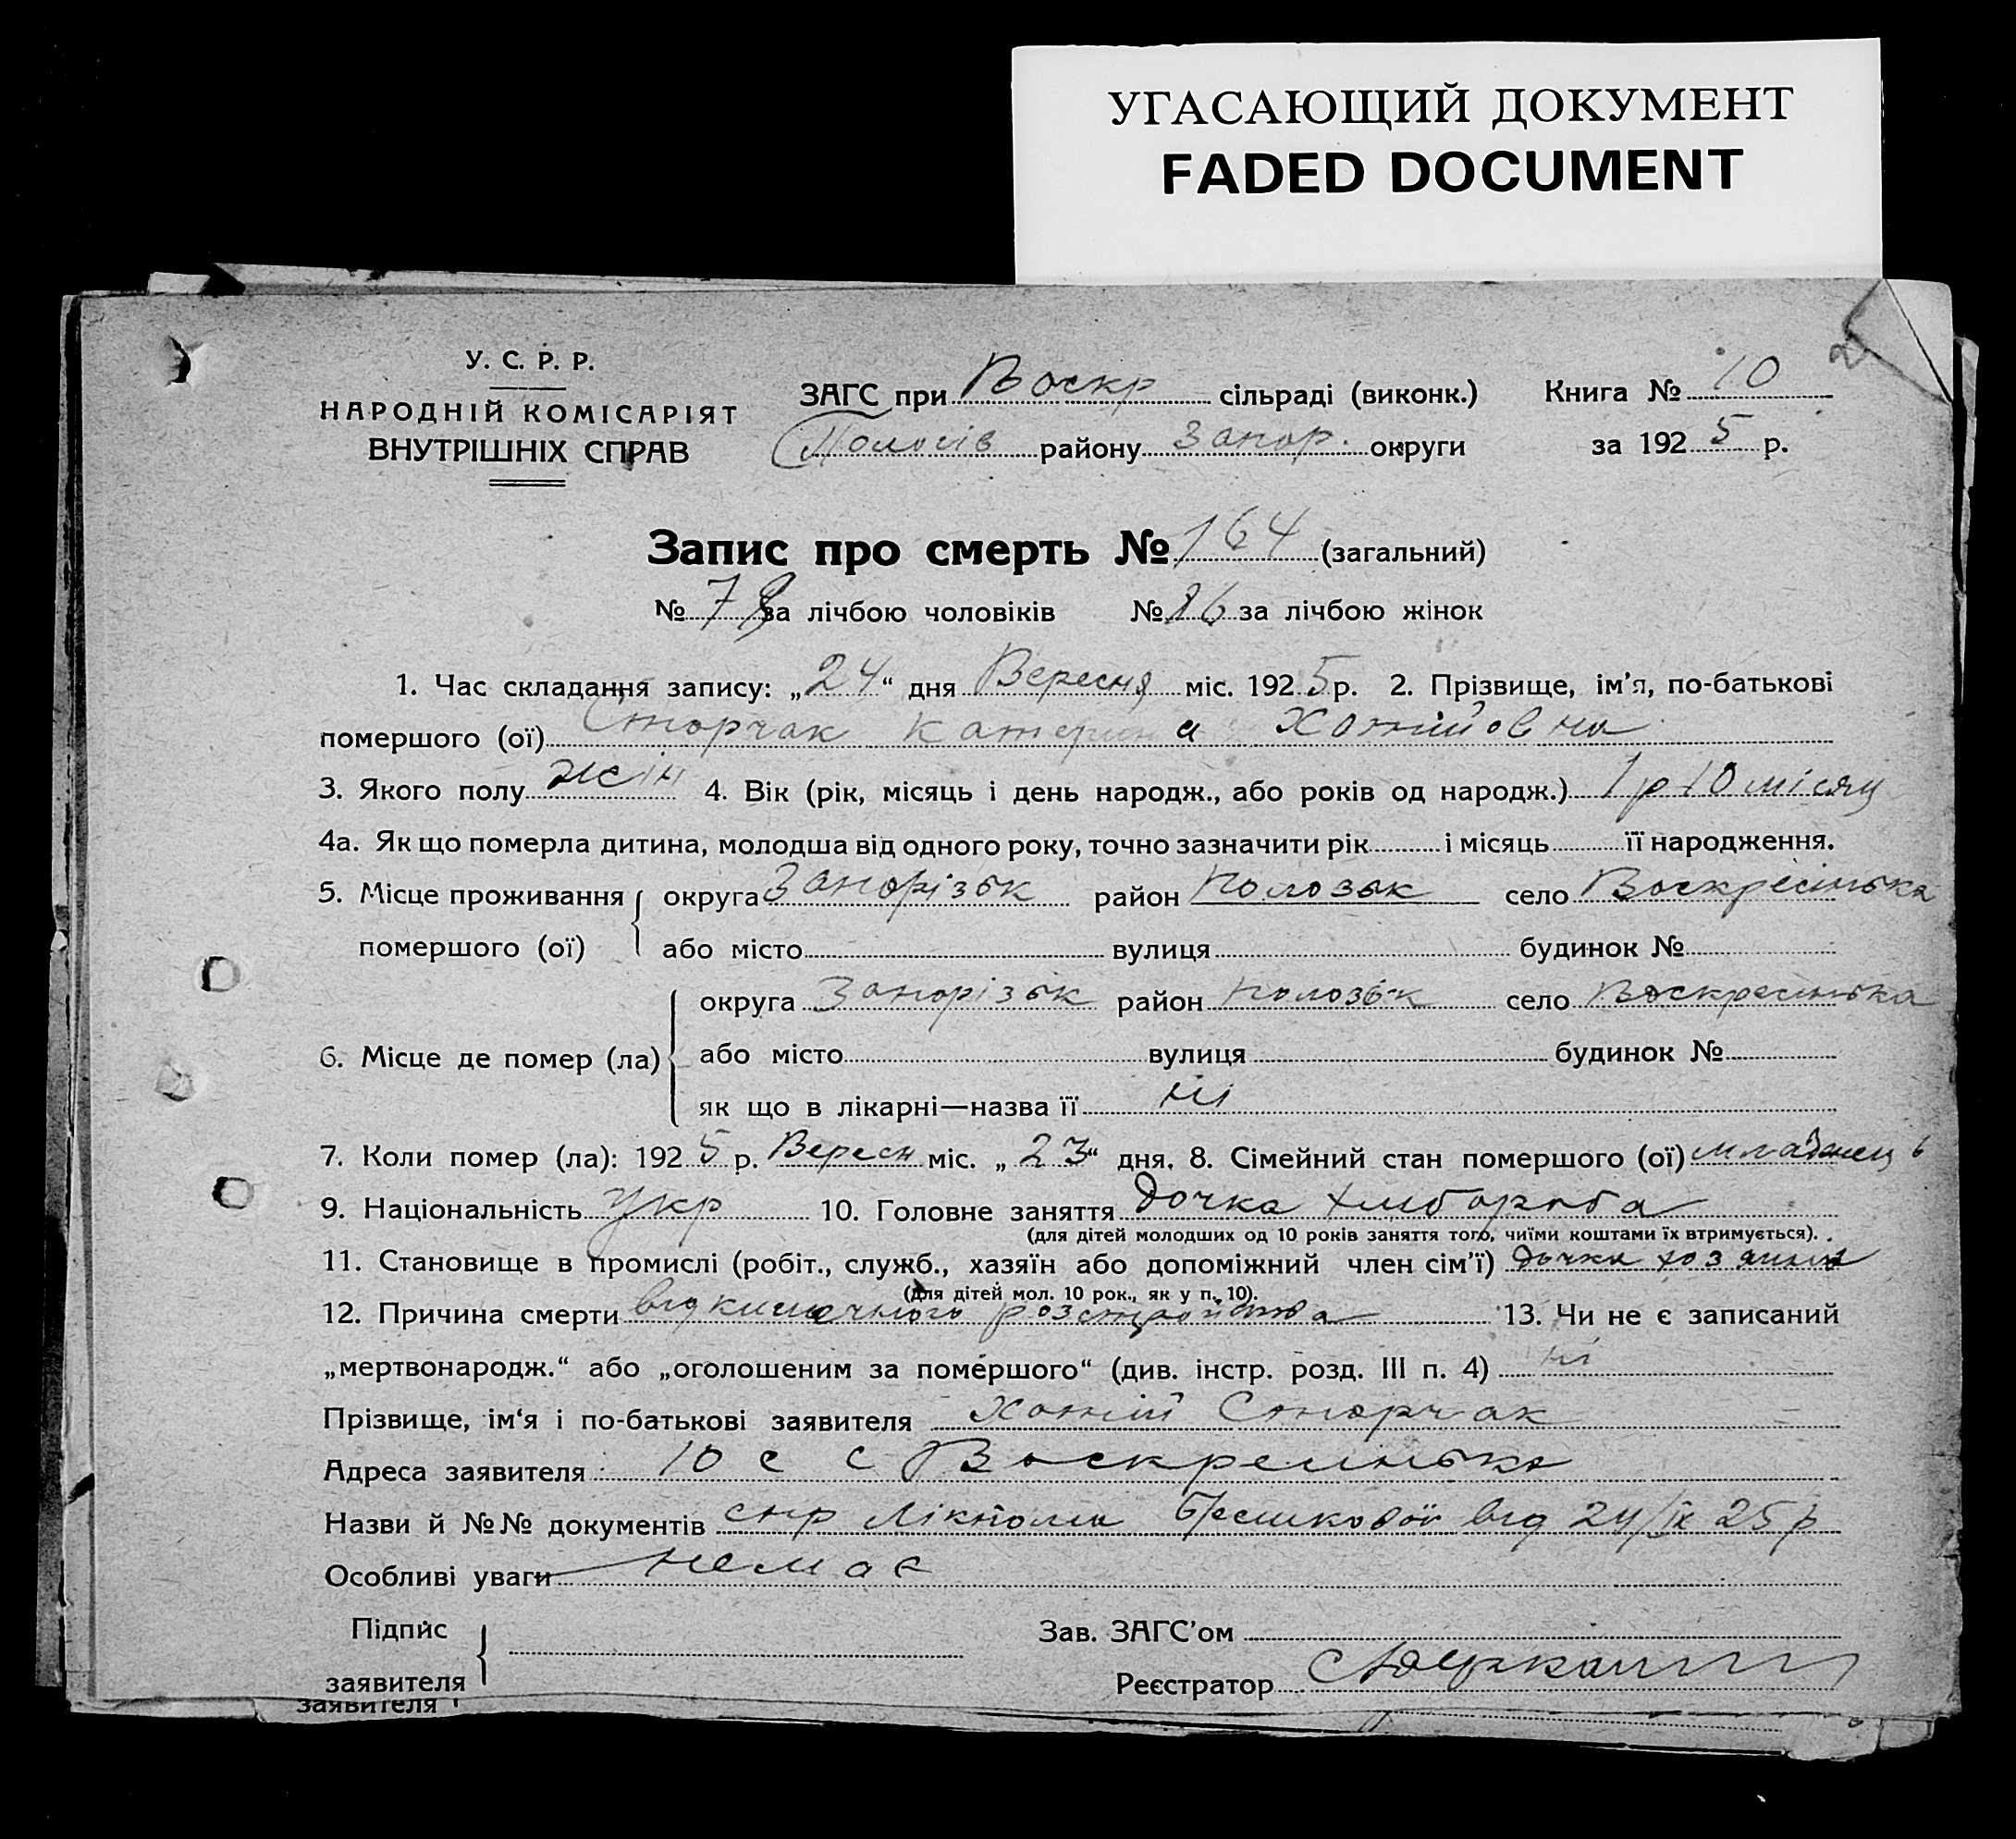 УГАСАЮЩИЙ ДОКУМЕНТ
FADED DOCUMENT
У. С. Р. Р.
НАРОДНІЙ КОМІСАРІЯТ
ВНУТРІШНІХ СПРАВ
ЗАГС при Воскр сільраді (виконк.)
Пологів району Запор. округи
Книга № 10
за 1925 р.
Запис про смерть № 164 (загальний)
№ 78 за лічбою чоловіків № 86 за лічбою жінок
1. Час складання запису: „24“ дня Вересня міс. 1925 р. 2. Прізвище, ім’я, по-батькові
помершого (ої) Сторчак Катерина Хотийовна
3. Якого полу жін 4. Вік (рік, місяць і день народж., або років од народж.) 1 р 10 місяц
4а. Як що померла дитина, молодша від одного року, точно зазначити рік і місяць її народження.
5. Місце проживання помершого (ої) округа Запорізьк район Полозьк село Воскресінька
або місто вулиця будинок №
6. Місце де помер (ла) округа Запорізьк район Полозьк село Воскресінька
або місто вулиця будинок №
як що в лікарні—назва її ні
7. Коли помер (ла): 1925 р. Вересн міс. „23“ дня. 8. Сімейний стан помершого (ої) младенець
9. Національність Укр 10. Головне заняття Дочка хлібороба
(для дітей молодших од 10 років заняття того, чиїми коштами їх втримується).
11. Становище в промислі (робіт., служб., хазяїн або допоміжний член сім’ї) дочка хозяина
(для дітей мол. 10 рок., як у п. 10).
12. Причина смерти від кишечного розстройства 13. Чи не є записаний
„мертвонародж.“ або „оголошеним за помершого“ (див. інстр. розд. III п. 4) ні
Прізвище, ім‘я і по-батькові заявителя Хотий Сторчак
Адреса заявителя 10 с с Воскресінька
Назви й №№ документів Лікпома від 24/ІХ 25 р
Особливі уваги немає
Підпис
заявителя
Зав. ЗАГС’ом
Реєстратор
заявителя